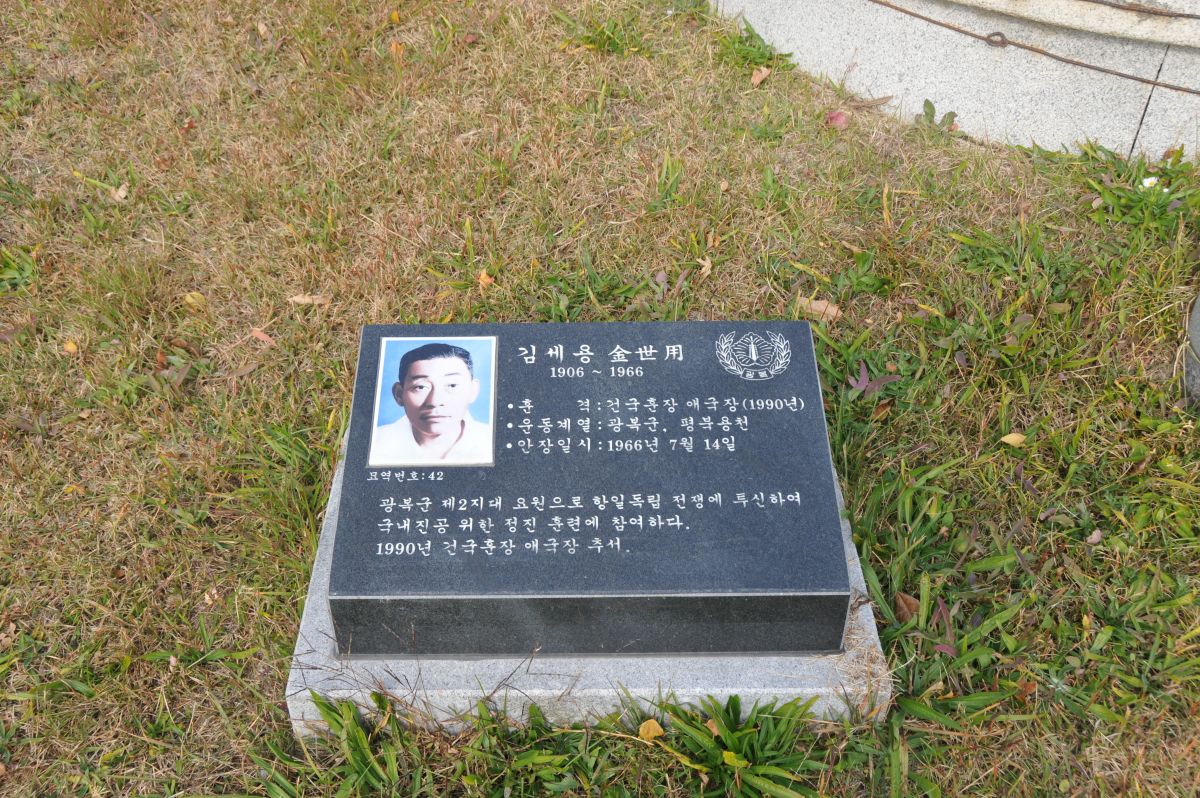 김세용 金世用
1906 ~ 1966
광복
•훈 격:건국훈장 애국장(1990년)
•운동계열:광복군, 평북용천
•안장일시:1966년 7월 14일
묘역번호:42
광복군 제2지대 요원으로 항일독립 전쟁에 투신하여
국내진공 위한 정진 훈련에 참여하다.
1990년 건국훈장 애국장 추서.